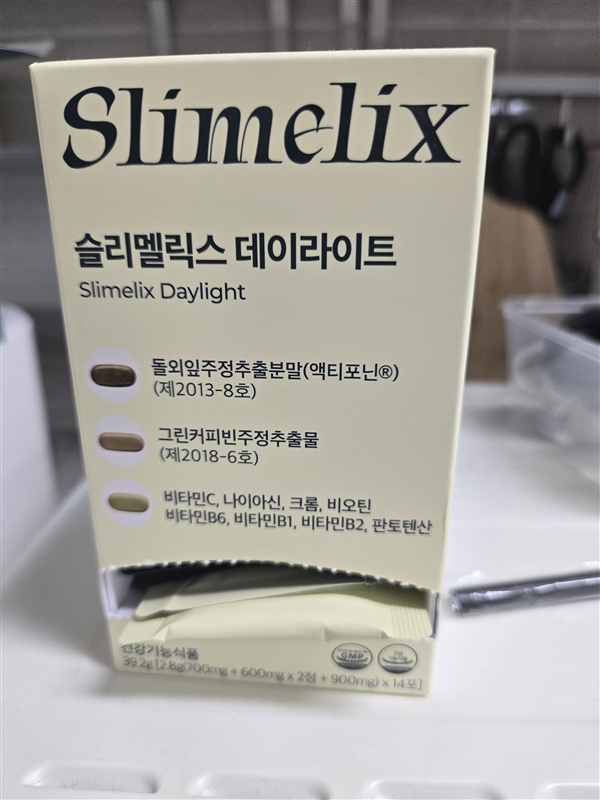 Slimelix
슬리멜릭스 데이라이트
Slimelix Daylight
돌외잎주정추출분말(액티포닌®)
(제2013-8호)
그린커피빈주정추출물
(제2018-6호)
비타민C, 나이아신, 크롬, 비오틴
비타민B6, 비타민B1, 비타민B2, 판토텐산
건강기능식품
39.2g [2.8g(700mg + 600mg x 2정 + 900mg) x 14포]
GMP